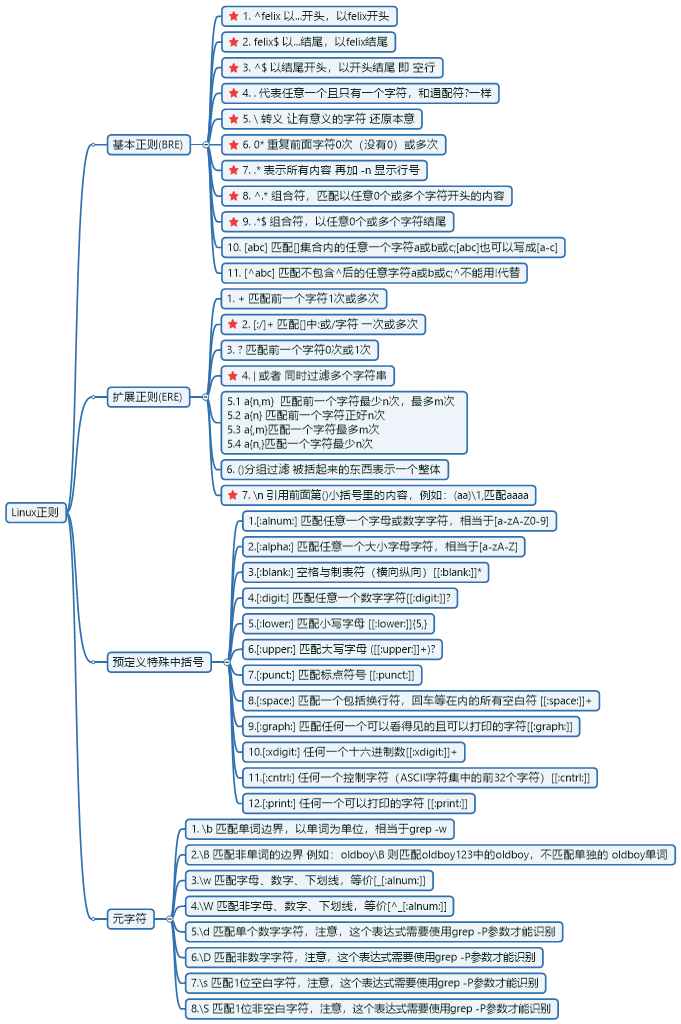 Linux正则
基本正则(BRE)
1. ^felix 以...开头，以felix开头
2. felix$ 以...结尾，以felix结尾
3. ^$ 以结尾开头，以开头结尾 即 空行
4. . 代表任意一个且只有一个字符，和通配符?一样
5. \ 转义 让有意义的字符 还原本意
6. 0* 重复前面字符0次（没有0）或多次
7. .* 表示所有内容 再加 -n 显示行号
8. ^.* 组合符，匹配以任意0个或多个字符开头的内容
9. .*$ 组合符，以任意0个或多个字符结尾
10. [abc] 匹配[]集合内的任意一个字符a或b或c;[abc]也可以写成[a-c]
11. [^abc] 匹配不包含^后的任意字符a或b或c;^不能用!代替
扩展正则(ERE)
1. + 匹配前一个字符1次或多次
2. [:/]+ 匹配[]中:或/字符 一次或多次
3. ? 匹配前一个字符0次或1次
4. | 或者 同时过滤多个字符串
5.1 a{n,m} 匹配前一个字符最少n次，最多m次
5.2 a{n} 匹配前一个字符正好n次
5.3 a{,m}匹配一个字符最多m次
5.4 a{n,}匹配一个字符最少n次
6. ()分组过滤 被括起来的东西表示一个整体
7. \n 引用前面第()小括号里的内容，例如：(aa)\1,匹配aaaa
预定义特殊中括号
1.[:alnum:] 匹配任意一个字母或数字字符，相当于[a-zA-Z0-9]
2.[:alpha:] 匹配任意一个大小字母字符，相当于[a-zA-Z]
3.[:blank:] 空格与制表符（横向纵向）[[:blank:]]*
4.[:digit:] 匹配任意一个数字字符[[:digit:]]?
5.[:lower:] 匹配小写字母 [[:lower:]]{5,}
6.[:upper:] 匹配大写字母 ([[:upper:]]+)?
7.[:punct:] 匹配标点符号 [[:punct:]]
8.[:space:] 匹配一个包括换行符，回车等在内的所有空白符 [[:space:]]+
9.[:graph:] 匹配任何一个可以看得见的且可以打印的字符[[:graph:]]
10.[:xdigit:] 任何一个十六进制数[[:xdigit:]]+
11.[:cntrl:] 任何一个控制字符（ASCII字符集中的前32个字符）[[:cntrl:]]
12.[:print:] 任何一个可以打印的字符 [[:print:]]
元字符
1. \b 匹配单词边界，以单词为单位，相当于grep -w
2.\B 匹配非单词的边界 例如：oldboy\B 则匹配oldboy123中的oldboy，不匹配单独的 oldboy单词
3.\w 匹配字母、数字、下划线，等价[_[:alnum:]]
4.\W 匹配非字母、数字、下划线，等价[^_[:alnum:]]
5.\d 匹配单个数字字符，注意，这个表达式需要使用grep -P参数才能识别
6.\D 匹配非数字字符，注意，这个表达式需要使用grep -P参数才能识别
7.\s 匹配1位空白字符，注意，这个表达式需要使用grep -P参数才能识别
8.\S 匹配1位非空白字符，注意，这个表达式需要使用grep -P参数才能识别